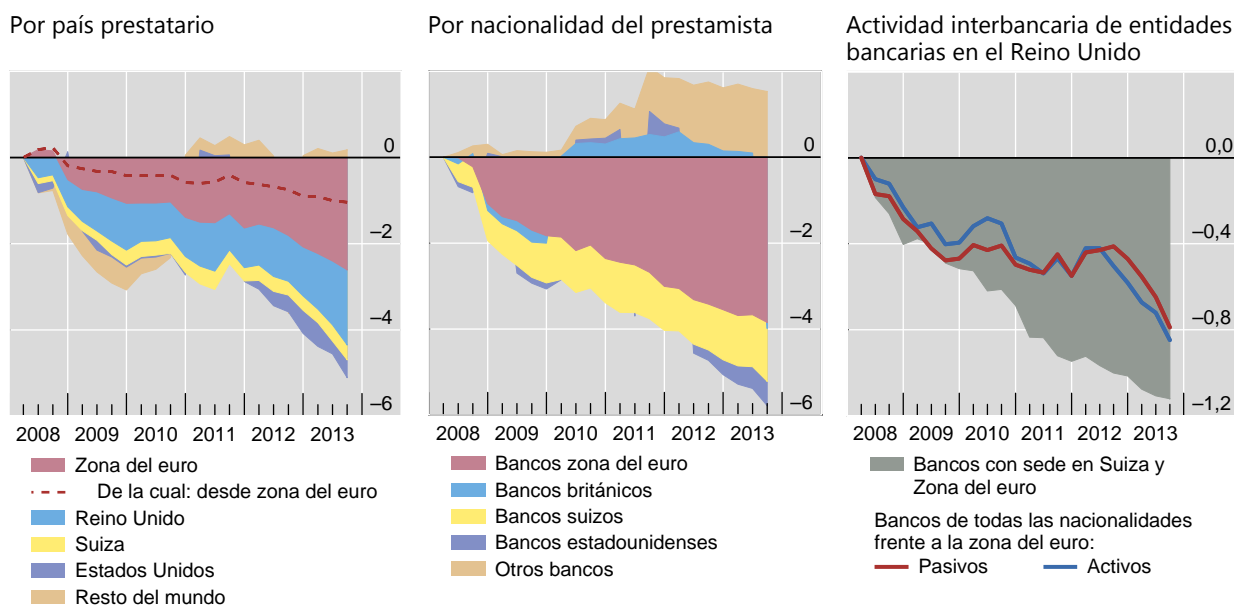 Por país prestatario
0
–2
–4
–6
2008 2009 2010 2011 2012 2013
Zona del euro
De la cual: desde zona del euro
Reino Unido
Suiza
Estados Unidos
Resto del mundo
Por nacionalidad del prestamista
0
–2
–4
–6
2008 2009 2010 2011 2012 2013
Bancos zona del euro
Bancos británicos
Bancos suizos
Bancos estadounidenses
Otros bancos
Actividad interbancaria de entidades
bancarias en el Reino Unido
0,0
–0,4
–0,8
–1,2
2008 2009 2010 2011 2012 2013
Bancos con sede en Suiza y
Zona del euro
Bancos de todas las nacionalidades
frente a la zona del euro:
Pasivos Activos